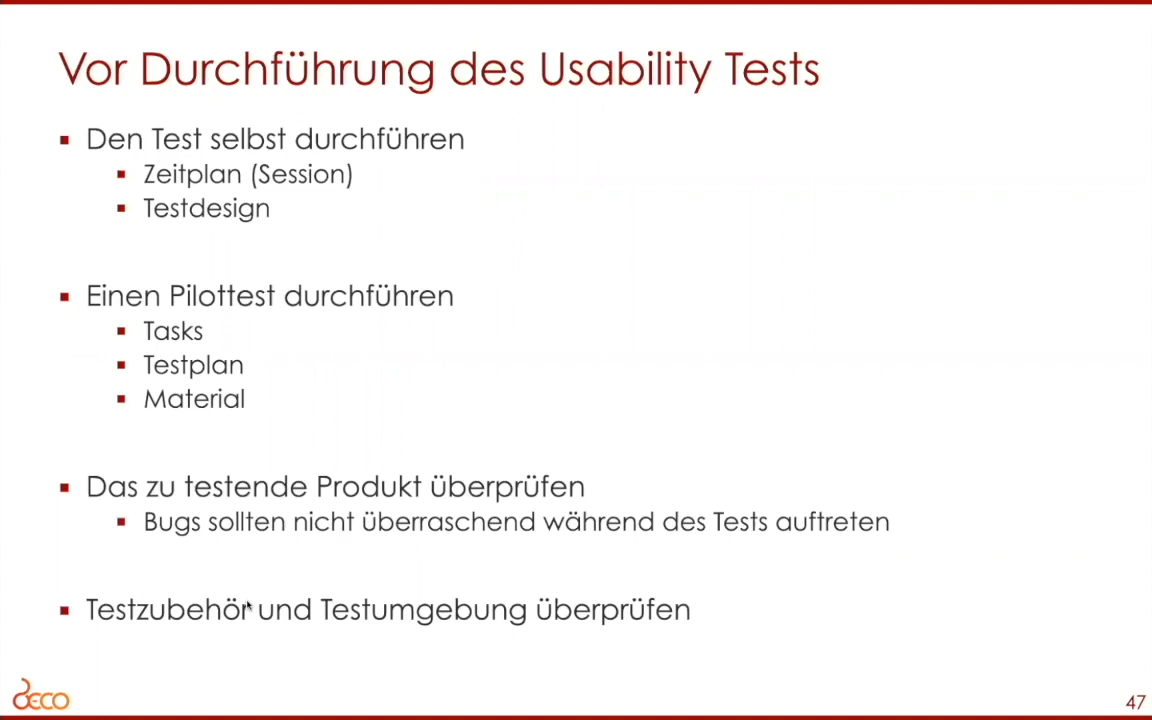 Vor Durchführung des Usability Tests
Den Test selbst durchführen
Zeitplan (Session)
Testdesign
Einen Pilottest durchführen
Tasks
Testplan
Material
Das zu testende Produkt überprüfen
Bugs sollten nicht überraschend während des Tests auftreten
Testzubehör und Testumgebung überprüfen
DECO
47